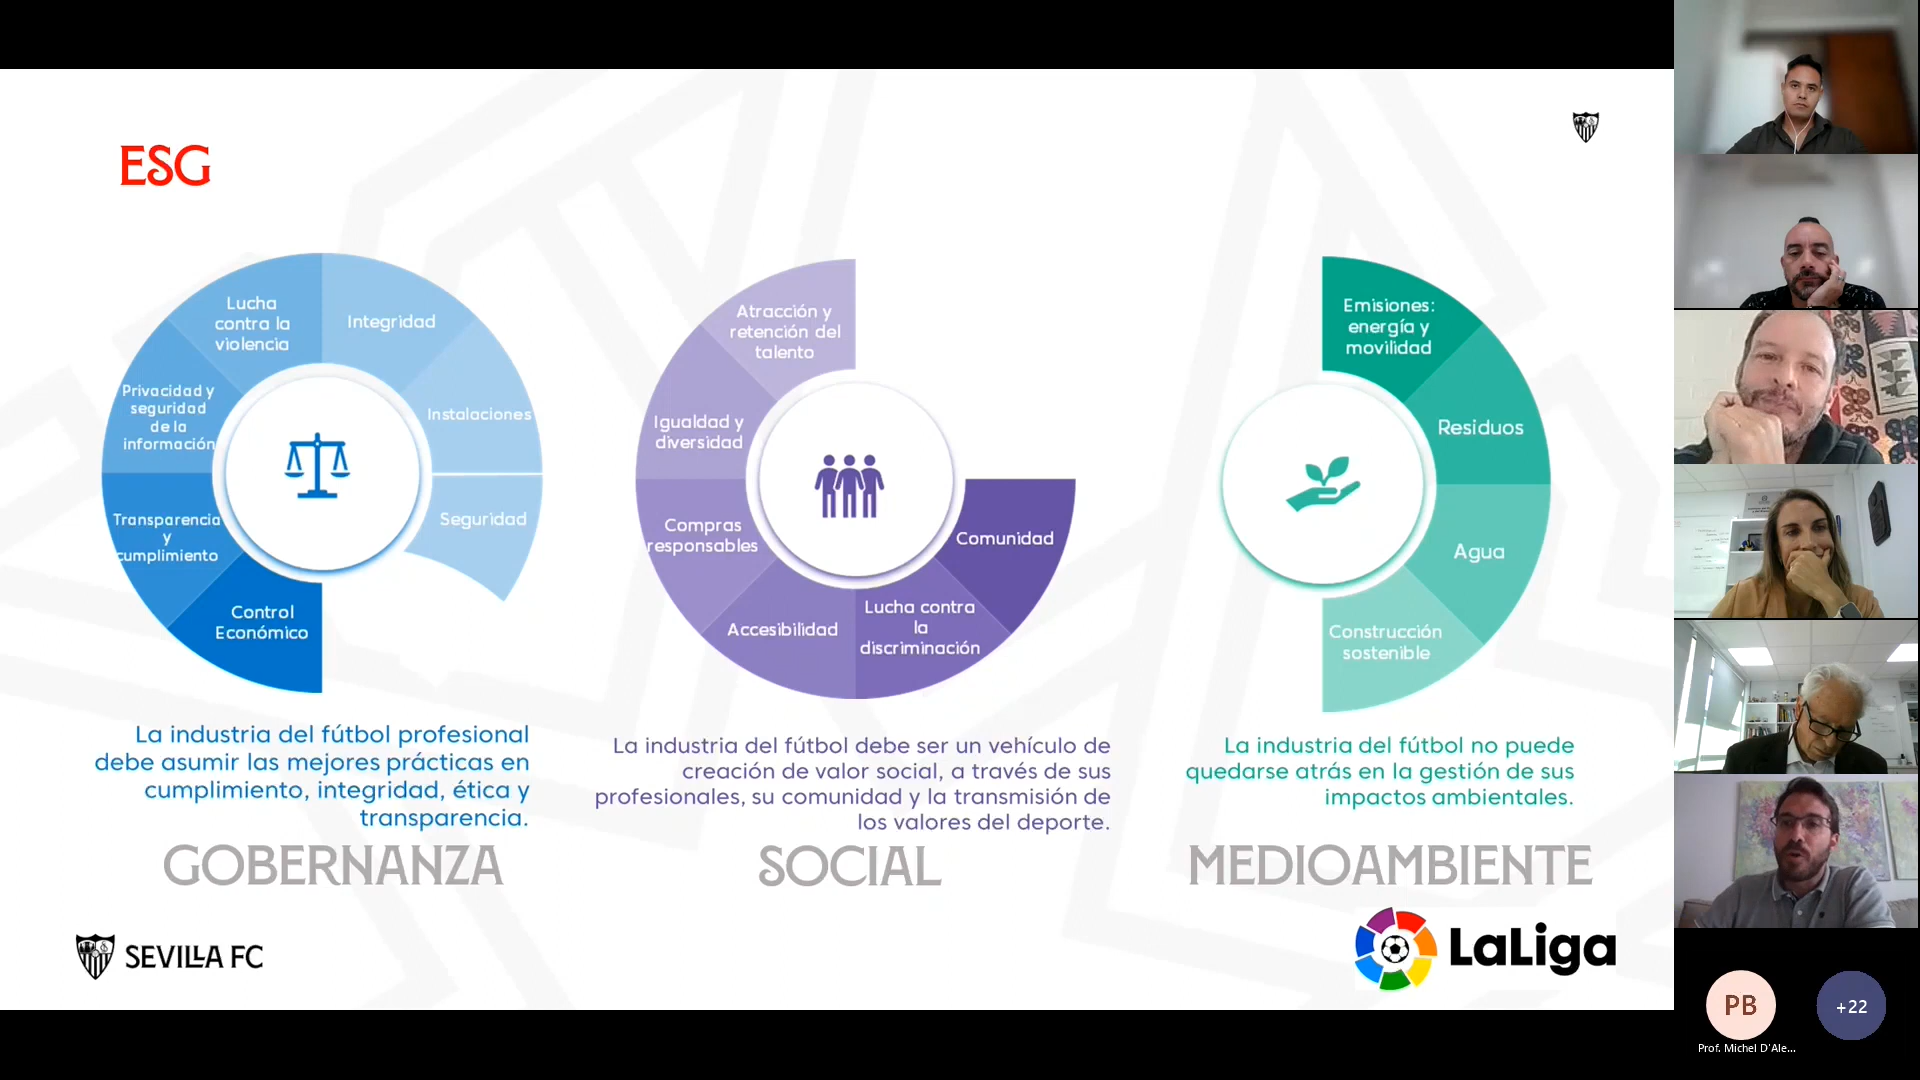 ESG
Lucha
contra la
violencia
Integridad
Instalaciones
Seguridad
Privacidad y
seguridad
de la
información
Transparencia
y
cumplimiento
Control
Económico
La industria del fútbol profesional
debe asumir las mejores prácticas en
cumplimiento, integridad, ética y
transparencia.
GOBERNANZA
Atracción y
retención del
talento
Igualdad y
diversidad
Compras
responsables
Accesibilidad
Lucha contra
la
discriminación
Comunidad
La industria del fútbol debe ser un vehículo de
creación de valor social, a través de sus
profesionales, su comunidad y la transmisión de
los valores del deporte.
SOCIAL
Emisiones:
energía y
movilidad
Residuos
Agua
Construcción
sostenible
La industria del fútbol no puede
quedarse atrás en la gestión de sus
impactos ambientales.
MEDIOAMBIENTE
SEVILLA FC
LaLiga
PB
+22
Prof. Michel D'Ale...